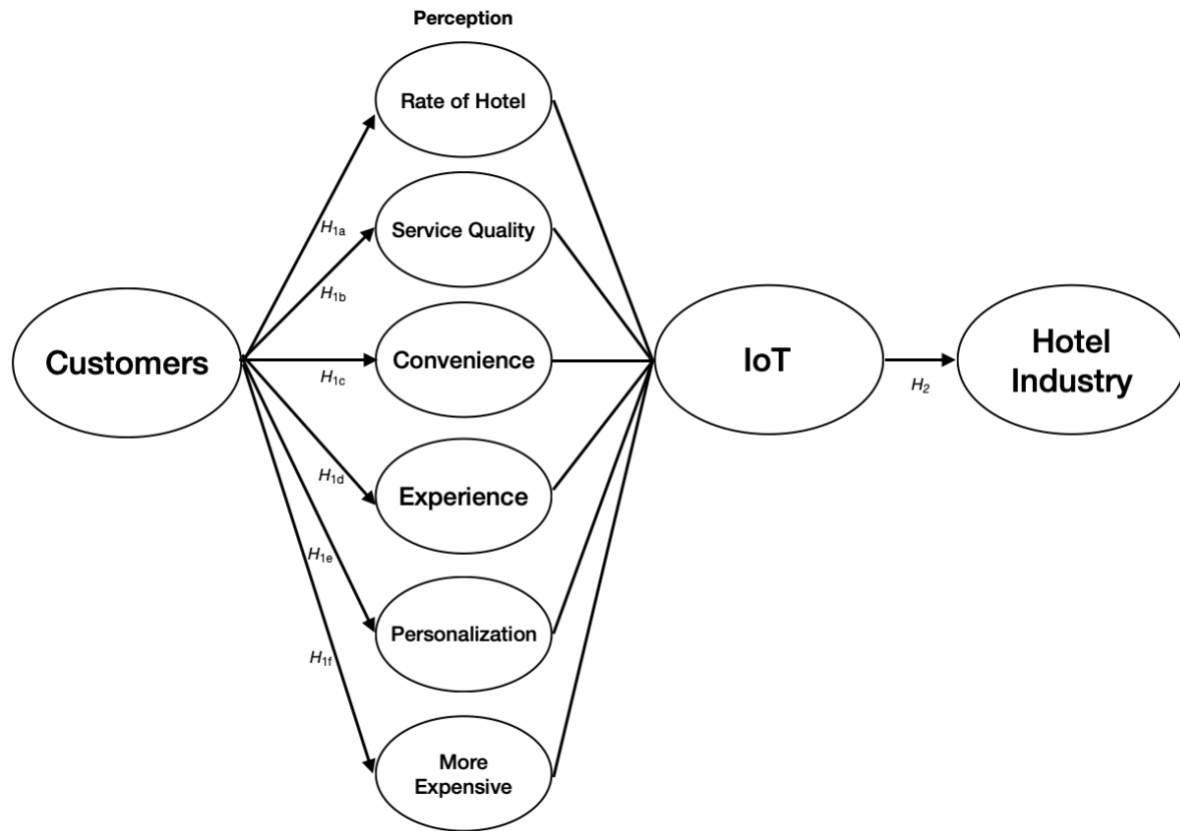 Perception
Rate of Hotel
H1a
Service Quality
H1b
Customers
Convenience
H1c
IoT
H2
Hotel
Industry
H1d
Experience
H1e
Personalization
H1f
More
Expensive